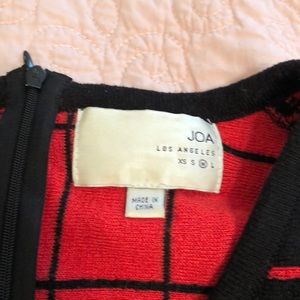 JOA
LOS ANGELES
XS S M L
MADE IN
CHINA